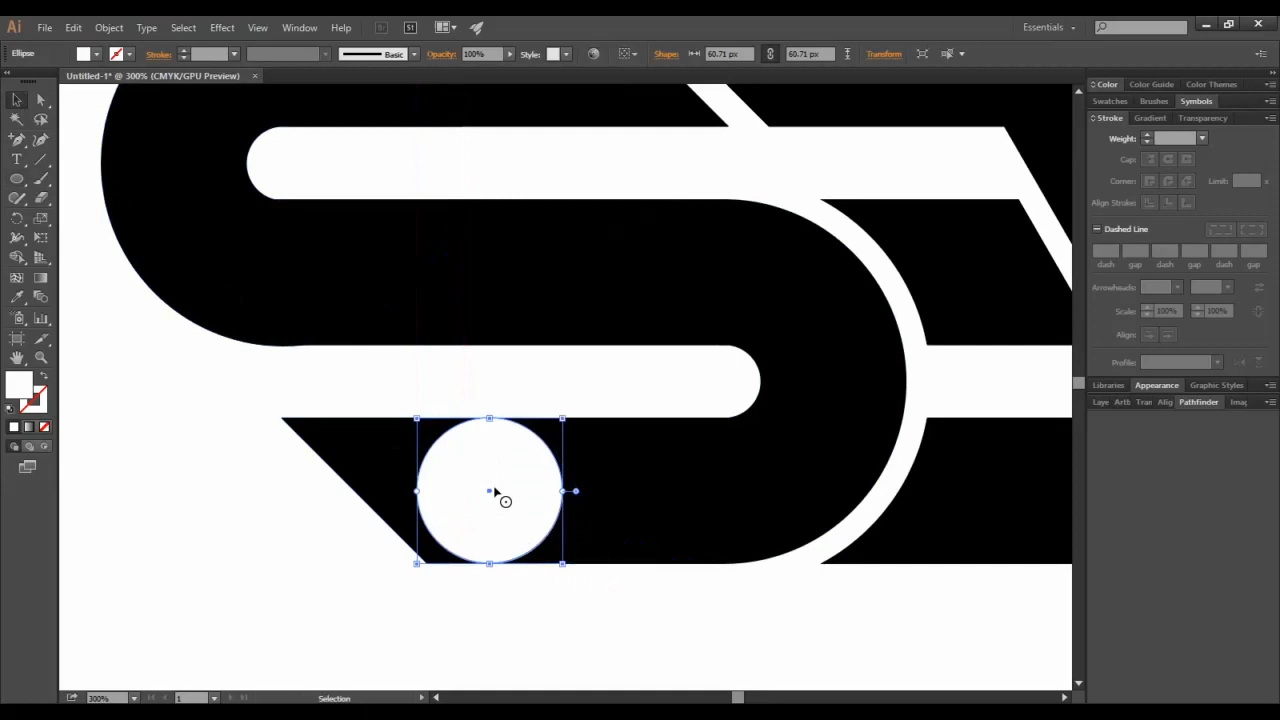 Ai File Edit Object Type Select Effect View Window Help Br St Essentials
Ellipse Stroke: Basic Opacity: 100% Style: Shape: 60.71 px 60.71 px Transform
Untitled-1* @ 300% (CMYK/GPU Preview) ×
Color Color Guide Color Themes
Swatches Brushes Symbols
Stroke Gradient Transparency
Weight:
Cap:
Corner: Limit: x
Align Stroke:
Dashed Line
dash gap dash gap dash gap
Arrowheads:
Scale: 100% 100%
Align:
Profile:
Libraries Appearance Graphic Styles
Laye Artb Tran Alig Pathfinder Imag
T
300% 1 Selection